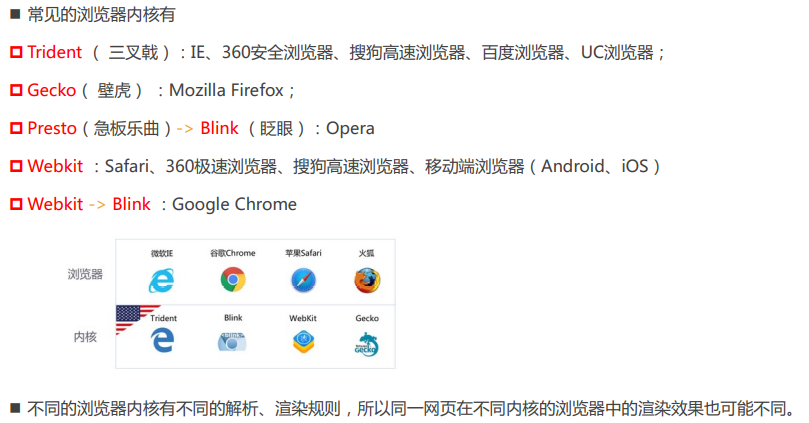 ■ 常见的浏览器内核有
Trident （ 三叉戟 ）：IE、360安全浏览器、搜狗高速浏览器、百度浏览器、UC浏览器；
Gecko（ 壁虎） ：Mozilla Firefox；
Presto（急板乐曲）-> Blink （眨眼）：Opera
Webkit ：Safari、360极速浏览器、搜狗高速浏览器、移动端浏览器（Android、iOS）
Webkit -> Blink ：Google Chrome
微软IE 谷歌Chrome 苹果Safari 火狐
浏览器
Trident Blink WebKit Gecko
内核
GECKO
■ 不同的浏览器内核有不同的解析、渲染规则，所以同一网页在不同内核的浏览器中的渲染效果也可能不同。